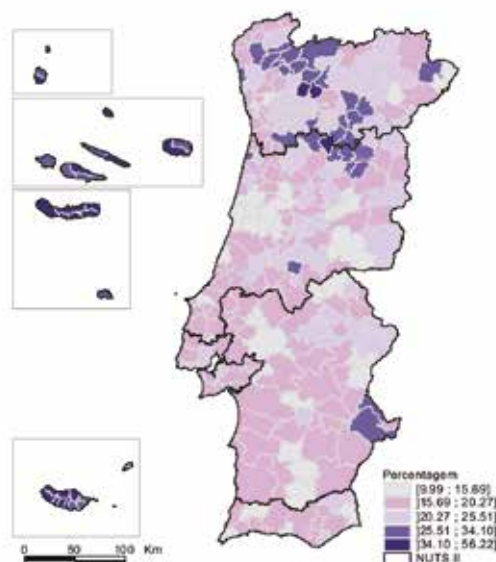 Percentagem
[9.99 ; 15.69]
]15.69 ; 20.27]
]20.27 ; 25.51]
]25.51 ; 34.10]
]34.10 ; 56.22]
NUTS II
0 50 100 Km